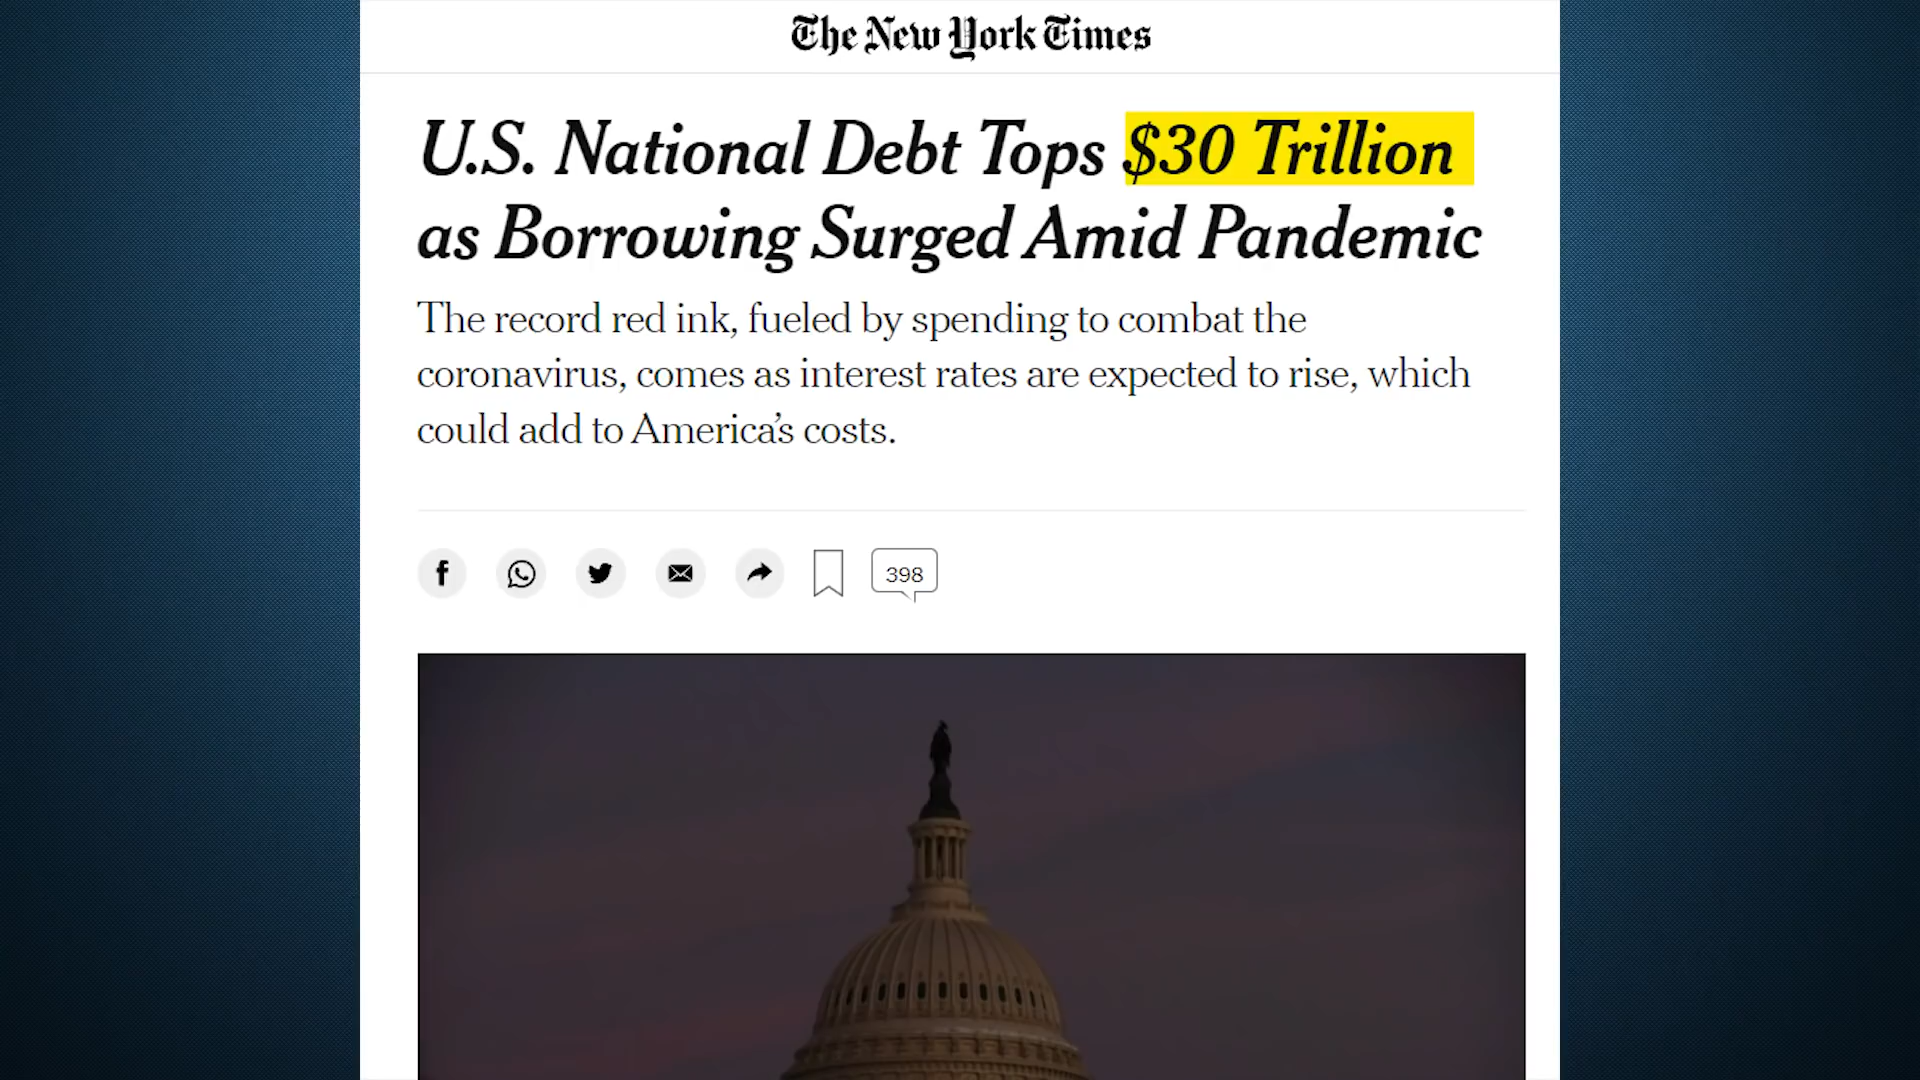 The New York Times
U.S. National Debt Tops $30 Trillion
as Borrowing Surged Amid Pandemic
The record red ink, fueled by spending to combat the
coronavirus, comes as interest rates are expected to rise, which
could add to America’s costs.
398